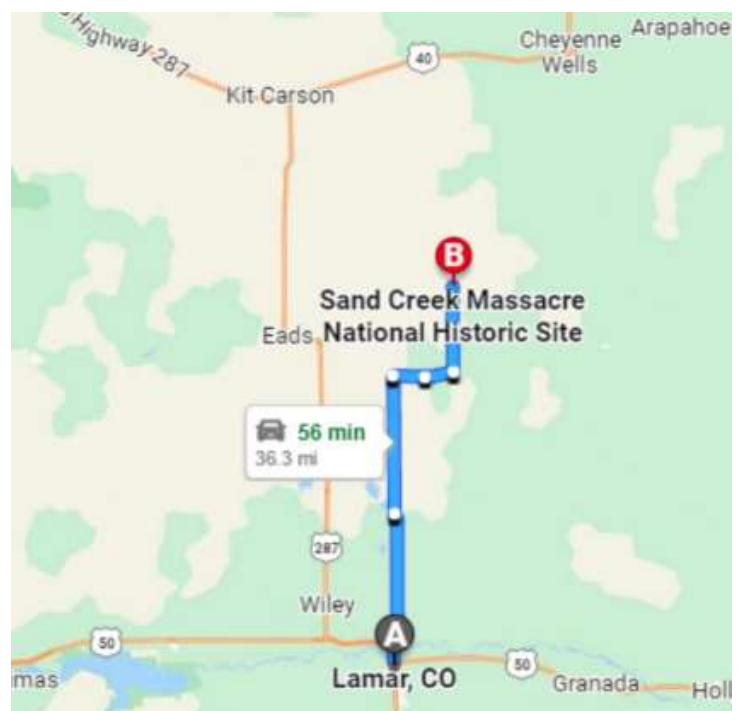 Highway 287
Kit Carson
40
Cheyenne
Wells
Arapahoe
B
Sand Creek Massacre
National Historic Site
Eads
56 min
36.3 mi
287
Wiley
A
50
mas
Lamar, CO
50
Granada
Holl